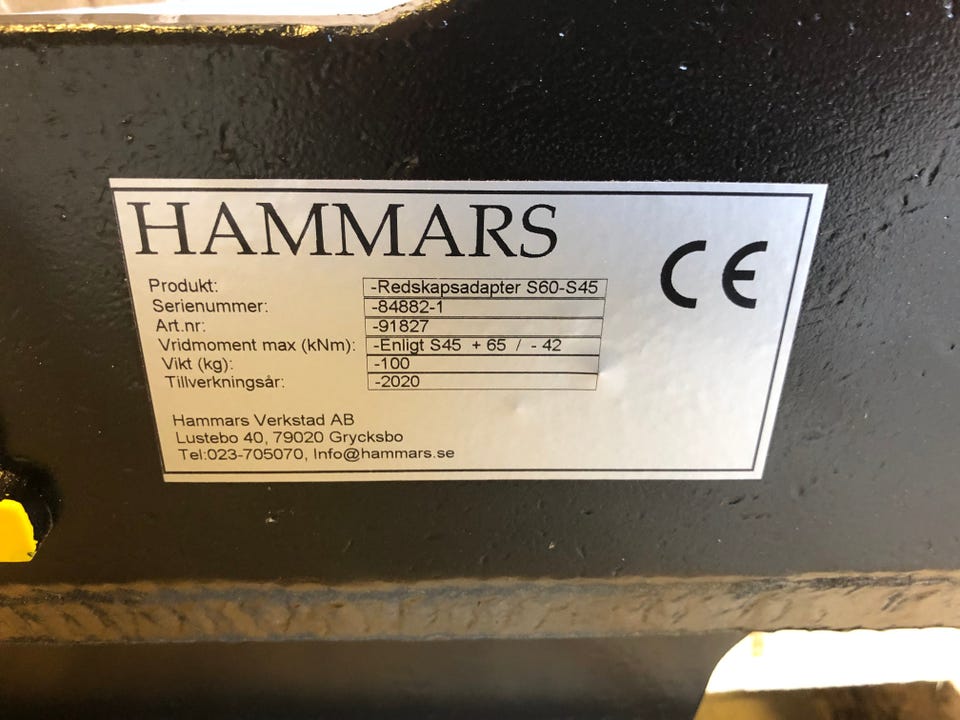 HAMMARS
CE
Produkt: -Redskapsadapter S60-S45
Serienummer: -84882-1
Art.nr: -91827
Vridmoment max (kNm): -Enligt S45 + 65 / - 42
Vikt (kg): -100
Tillverkningsår: -2020
Hammars Verkstad AB
Lustebo 40, 79020 Grycksbo
Tel:023-705070, Info@hammars.se